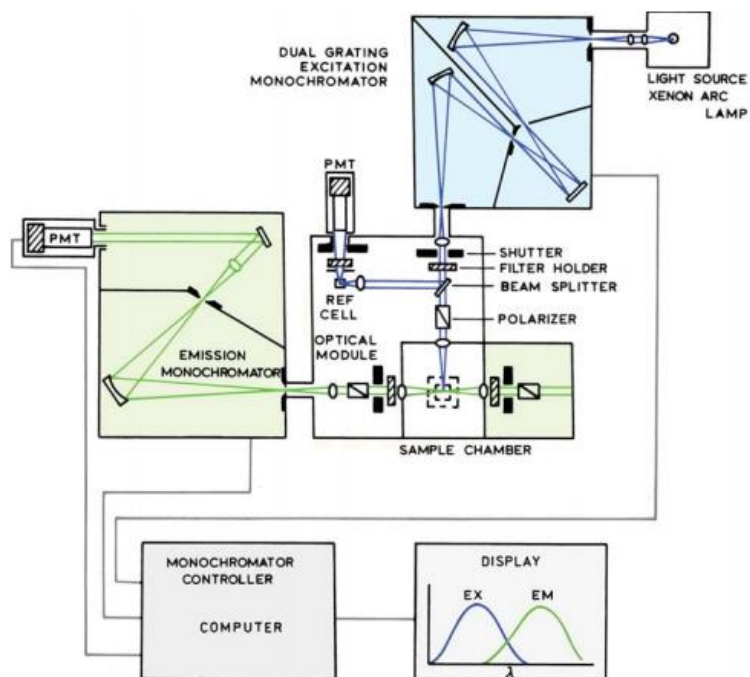 DUAL GRATING
EXCITATION
MONOCHROMATOR
LIGHT SOURCE
XENON ARC
LAMP
PMT
PMT
SHUTTER
FILTER HOLDER
BEAM SPLITTER
REF
CELL
POLARIZER
OPTICAL
MODULE
EMISSION
MONOCHROMATOR
SAMPLE CHAMBER
MONOCHROMATOR
CONTROLLER
COMPUTER
DISPLAY
EX EM
λ